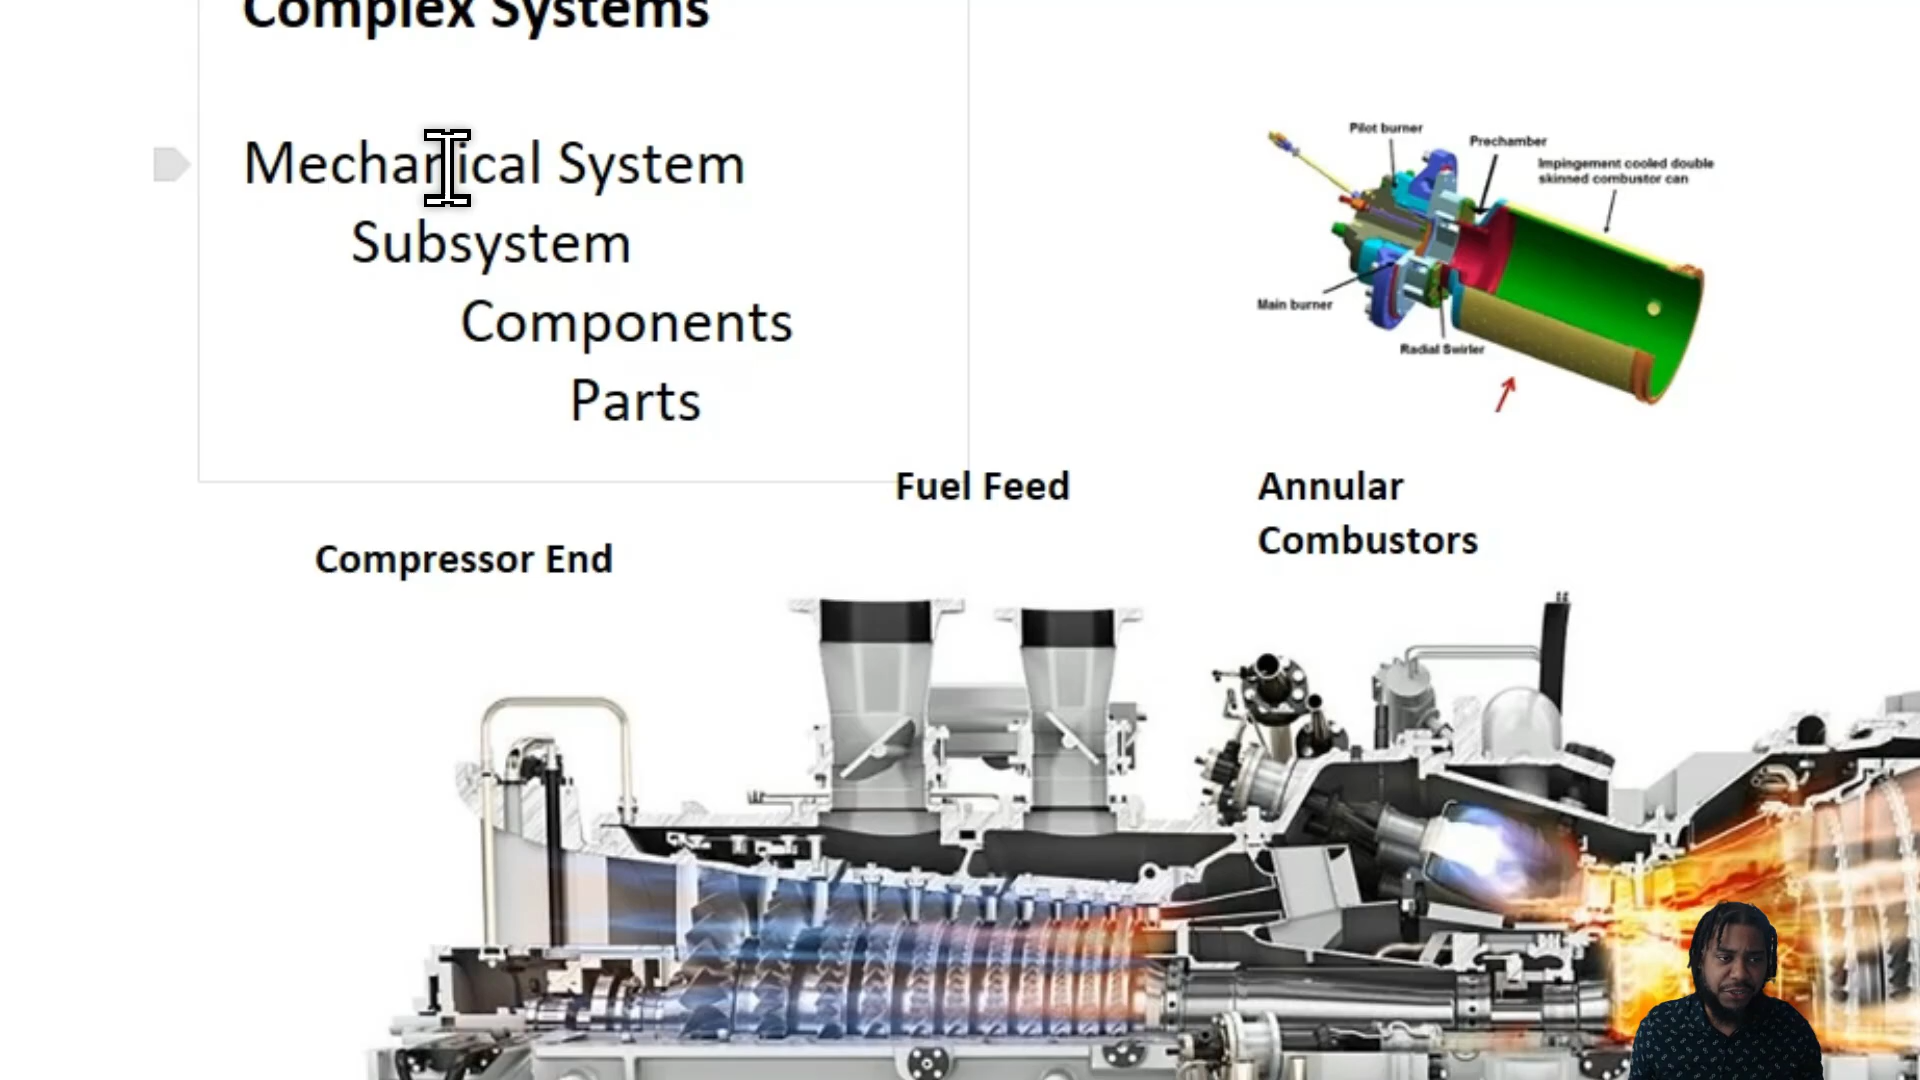 Complex Systems
Mechanical System
Subsystem
Components
Parts
Pilot burner
Prechamber
Impingement cooled double
skinned combustor can
Main burner
Radial Swirler
Fuel Feed
Annular
Combustors
Compressor End